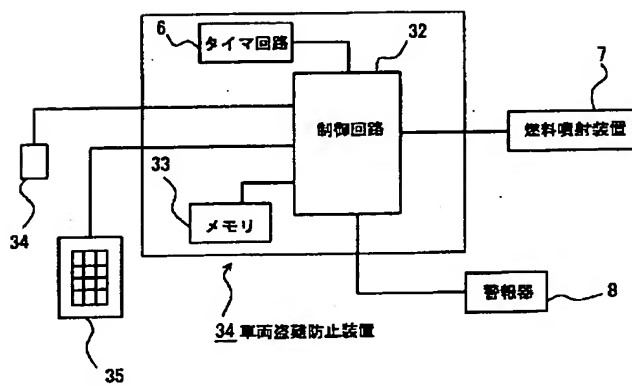 6
タイマ回路
32
7
制御回路
燃料噴射装置
34
33
メモリ
35
34 車両盗難防止装置
警報器
8